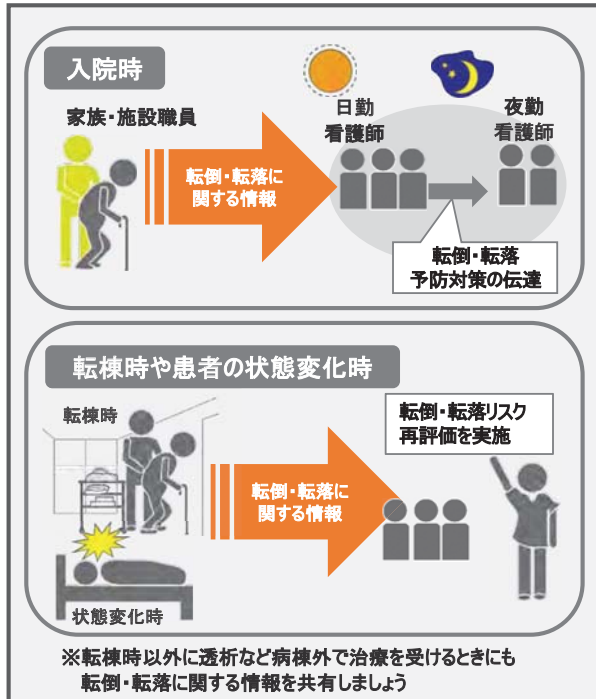 入院時
家族・施設職員
日勤
看護師
夜勤
看護師
転倒・転落に
関する情報
転倒・転落
予防対策の伝達
転棟時や患者の状態変化時
転棟時
転倒・転落リスク
再評価を実施
転倒・転落に
関する情報
状態変化時
※転棟時以外に透析など病棟外で治療を受けるときにも
転倒・転落に関する情報を共有しましょう